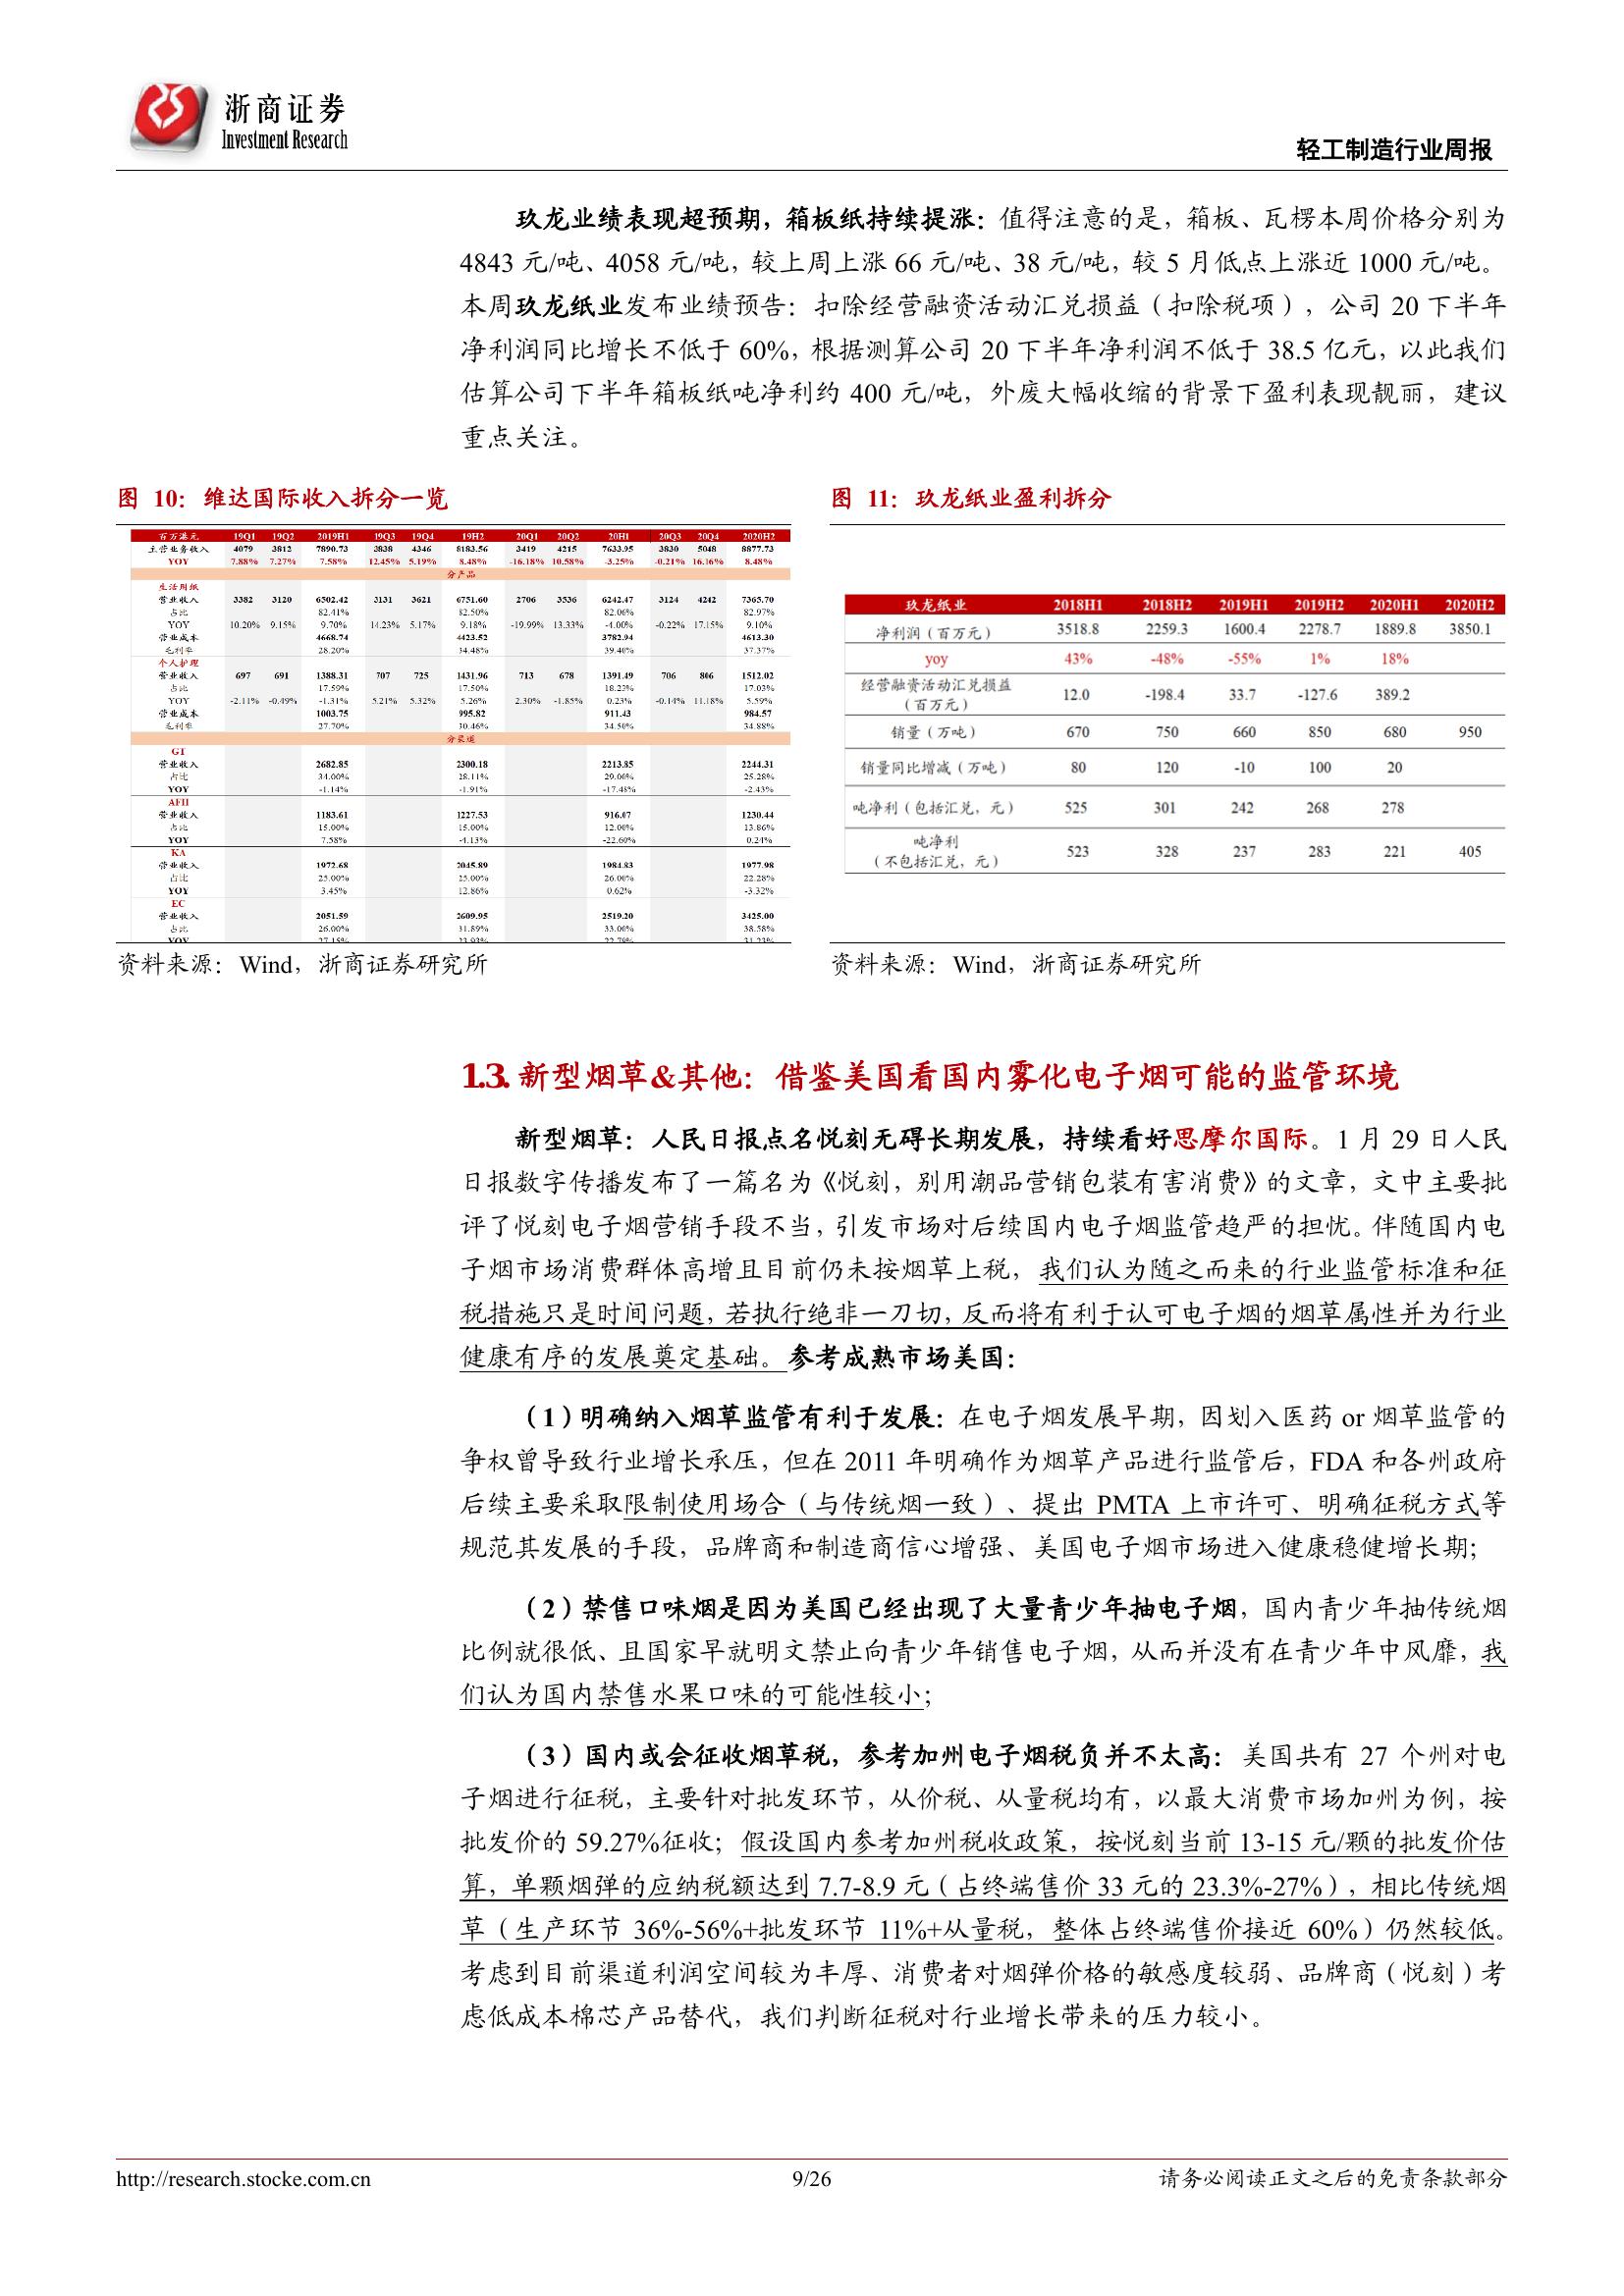 浙商证券
Investment Research
轻工制造行业周报
玖龙业绩表现超预期，箱板纸持续提涨：值得注意的是，箱板、瓦楞本周价格分别为
4843 元/吨、4058 元/吨，较上周上涨 66 元/吨、38 元/吨，较 5 月低点上涨近 1000 元/吨。
本周玖龙纸业发布业绩预告：扣除经营融资活动汇兑损益（扣除税项），公司 20 下半年
净利润同比增长不低于 60%，根据测算公司 20 下半年净利润不低于 38.5 亿元，以此我们
估算公司下半年箱板纸吨净利约 400 元/吨，外废大幅收缩的背景下盈利表现靓丽，建议
重点关注。
图 10：维达国际收入拆分一览
百万港元 19Q1 19Q2 2019H1 19Q3 19Q4 19H2 20Q1 20Q2 20H1 20Q3 20Q4 2020H2
主营业务收入 4079 3812 7890.73 3838 4346 8183.56 3419 4215 7633.95 3830 5048 8877.73
YOY 7.88% 7.27% 7.58% 12.45% 5.19% 8.48% -16.18% 10.58% -3.25% -0.21% 16.16% 8.48%
分产品
生活用纸
营业收入 3382 3120 6502.42 3131 3621 6751.60 2706 3536 6242.47 3124 4242 7365.70
占比 82.41% 82.50% 82.06% 82.97%
YOY 10.20% 9.15% 9.70% 14.23% 5.17% 9.18% -19.99% 13.33% -4.00% -0.22% 17.15% 9.10%
营业成本 4668.74 4423.52 3782.94 4613.30
毛利率 28.20% 34.48% 39.40% 37.37%
个人护理
营业收入 697 691 1388.31 707 725 1431.96 713 678 1391.49 706 806 1512.02
占比 17.59% 17.50% 18.23% 17.03%
YOY -2.11% -0.49% -1.31% 5.21% 5.32% 5.26% 2.30% -1.85% 0.23% -0.14% 11.18% 5.59%
营业成本 1003.75 995.82 911.43 984.57
毛利率 27.70% 30.46% 34.50% 34.88%
分渠道
GT
营业收入 2682.85 2300.18 2213.85 2244.31
占比 34.00% 28.11% 29.00% 25.28%
YOY -1.14% -1.91% -17.48% -2.43%
AFH
营业收入 1183.61 1227.53 916.07 1230.44
占比 15.00% 15.00% 12.00% 13.86%
YOY 7.58% -4.13% -22.60% 0.24%
KA
营业收入 1972.68 2045.89 1984.83 1977.98
占比 25.00% 25.00% 26.00% 22.28%
YOY 3.45% 12.86% 0.62% -3.32%
EC
营业收入 2051.59 2609.95 2519.20 3425.00
占比 26.00% 31.89% 33.00% 38.58%
YOY
资料来源：Wind，浙商证券研究所
图 11：玖龙纸业盈利拆分
玖龙纸业 2018H1 2018H2 2019H1 2019H2 2020H1 2020H2
净利润（百万元） 3518.8 2259.3 1600.4 2278.7 1889.8 3850.1
yoy 43% -48% -55% 1% 18%
经营融资活动汇兑损益
（百万元） 12.0 -198.4 33.7 -127.6 389.2
销量（万吨） 670 750 660 850 680 950
销量同比增减（万吨） 80 120 -10 100 20
吨净利（包括汇兑，元） 525 301 242 268 278
吨净利
（不包括汇兑，元） 523 328 237 283 221 405
资料来源：Wind，浙商证券研究所
1.3. 新型烟草&其他：借鉴美国看国内雾化电子烟可能的监管环境
新型烟草：人民日报点名悦刻无碍长期发展，持续看好思摩尔国际。1 月 29 日人民
日报数字传播发布了一篇名为《悦刻，别用潮品营销包装有害消费》的文章，文中主要批
评了悦刻电子烟营销手段不当，引发市场对后续国内电子烟监管趋严的担忧。伴随国内电
子烟市场消费群体高增且目前仍未按烟草上税，我们认为随之而来的行业监管标准和征
税措施只是时间问题，若执行绝非一刀切，反而将有利于认可电子烟的烟草属性并为行业
健康有序的发展奠定基础。参考成熟市场美国：
（1）明确纳入烟草监管有利于发展：在电子烟发展早期，因划入医药 or 烟草监管的
争权曾导致行业增长承压，但在 2011 年明确作为烟草产品进行监管后，FDA 和各州政府
后续主要采取限制使用场合（与传统烟一致）、提出 PMTA 上市许可、明确征税方式等
规范其发展的手段，品牌商和制造商信心增强、美国电子烟市场进入健康稳健增长期；
（2）禁售口味烟是因为美国已经出现了大量青少年抽电子烟，国内青少年抽传统烟
比例就很低、且国家早就明文禁止向青少年销售电子烟，从而并没有在青少年中风靡，我
们认为国内禁售水果口味的可能性较小；
（3）国内或会征收烟草税，参考加州电子烟税负并不太高：美国共有 27 个州对电
子烟进行征税，主要针对批发环节，从价税、从量税均有，以最大消费市场加州为例，按
批发价的 59.27%征收；假设国内参考加州税收政策，按悦刻当前 13-15 元/颗的批发价估
算，单颗烟弹的应纳税额达到 7.7-8.9 元（占终端售价 33 元的 23.3%-27%），相比传统烟
草（生产环节 36%-56%+批发环节 11%+从量税，整体占终端售价接近 60%）仍然较低。
考虑到目前渠道利润空间较为丰厚、消费者对烟弹价格的敏感度较弱、品牌商（悦刻）考
虑低成本棉芯产品替代，我们判断征税对行业增长带来的压力较小。
http://research.stocke.com.cn
9/26
请务必阅读正文之后的免责条款部分